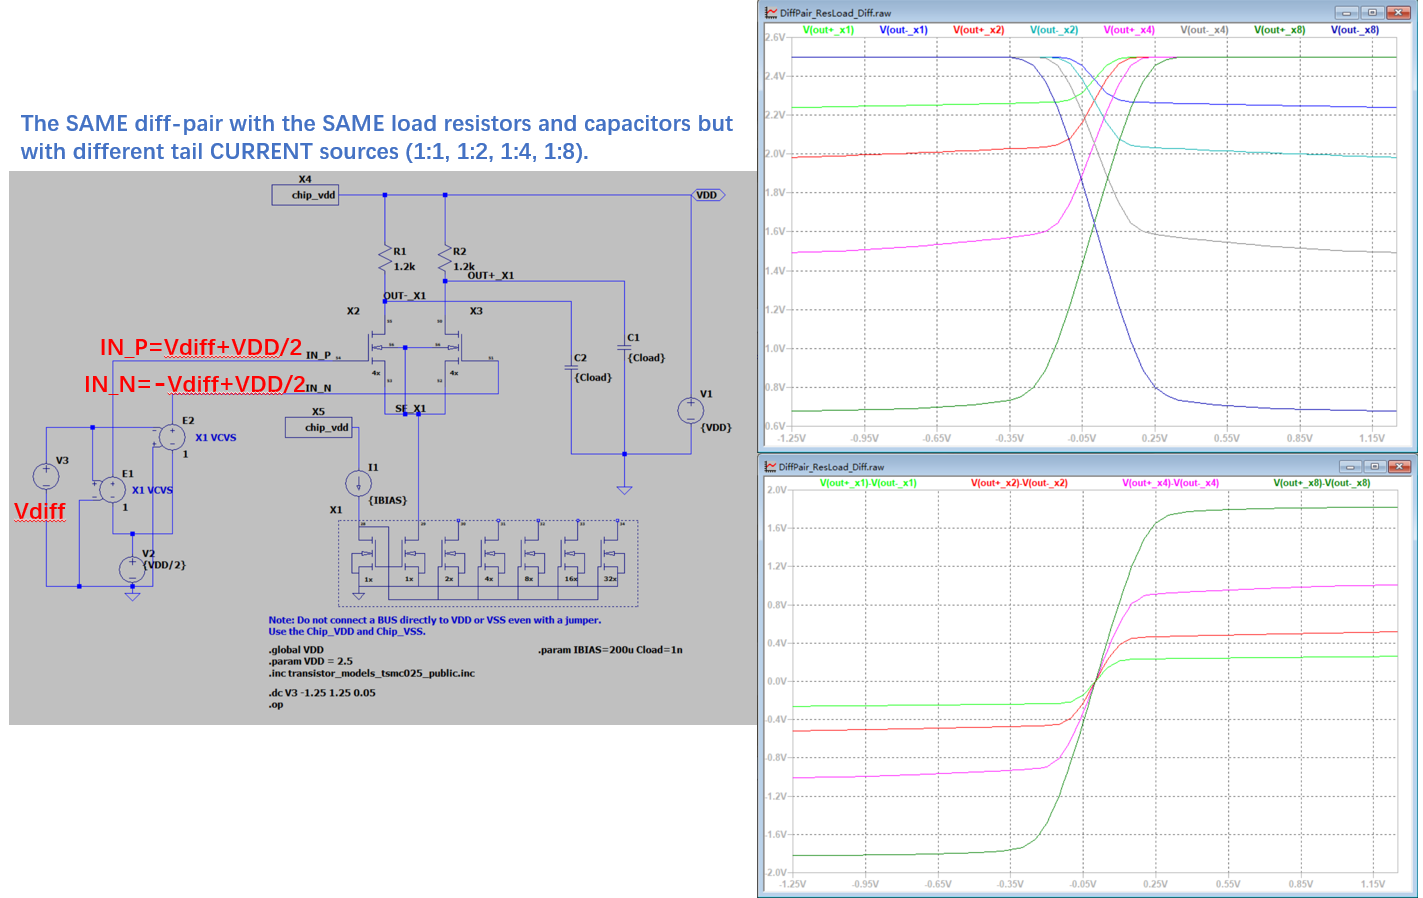 The SAME diff-pair with the SAME load resistors and capacitors but
with different tail CURRENT sources (1:1, 1:2, 1:4, 1:8).
X4
chip_vdd
VDD
R1
1.2k
R2
1.2k
OUT+_X1
OUT-_X1
X2
X3
IN_P=Vdiff+VDD/2
IN_P
4x
4x
C1
{Cload}
C2
{Cload}
IN_N=-Vdiff+VDD/2
IN_N
SE_X1
X5
chip_vdd
V1
{VDD}
E2
X1 VCVS
1
V3
E1
X1 VCVS
1
Vdiff
I1
{IBIAS}
X1
V2
{VDD/2}
1x
1x
2x
4x
8x
16x
32x
Note: Do not connect a BUS directly to VDD or VSS even with a jumper.
Use the Chip_VDD and Chip_VSS.
.global VDD
.param IBIAS=200u Cload=1n
.param VDD = 2.5
.inc transistor_models_tsmc025_public.inc
.dc V3 -1.25 1.25 0.05
.op
DiffPair_ResLoad_Diff.raw
V(out+_x1) V(out-_x1) V(out+_x2) V(out-_x2) V(out+_x4) V(out-_x4) V(out+_x8) V(out-_x8)
2.6V
2.4V
2.2V
2.0V
1.8V
1.6V
1.4V
1.2V
1.0V
0.8V
0.6V
-1.25V -0.95V -0.65V -0.35V -0.05V 0.25V 0.55V 0.85V 1.15V
DiffPair_ResLoad_Diff.raw
V(out+_x1)-V(out-_x1) V(out+_x2)-V(out-_x2) V(out+_x4)-V(out-_x4) V(out+_x8)-V(out-_x8)
2.0V
1.6V
1.2V
0.8V
0.4V
0.0V
-0.4V
-0.8V
-1.2V
-1.6V
-2.0V
-1.25V -0.95V -0.65V -0.35V -0.05V 0.25V 0.55V 0.85V 1.15V